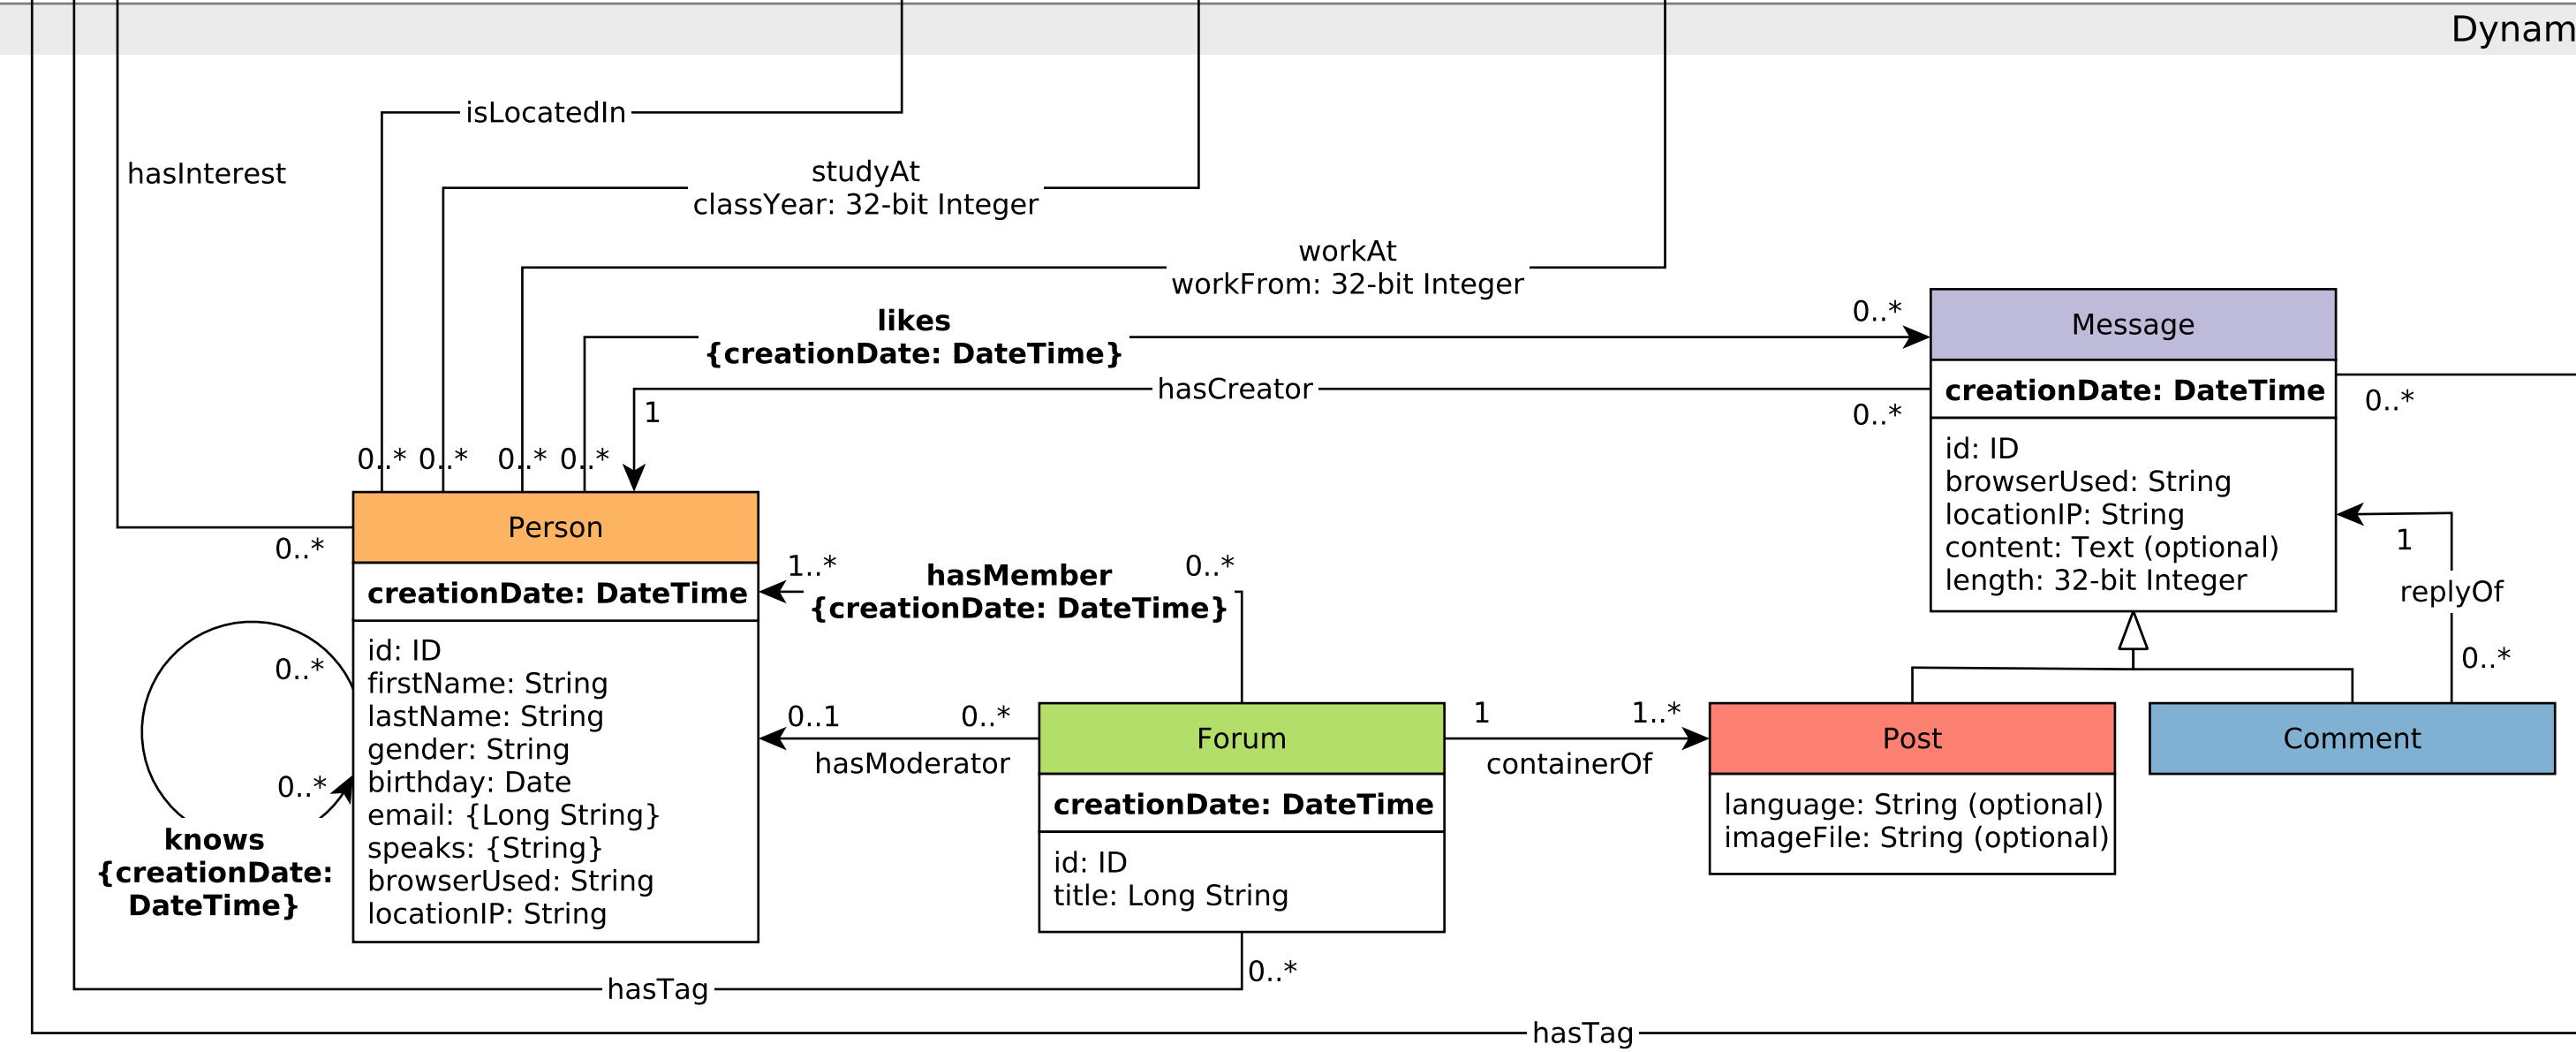 Dynam
isLocatedIn
hasInterest
studyAt
classYear: 32-bit Integer
workAt
workFrom: 32-bit Integer
likes
{creationDate: DateTime}
0..*
hasCreator
1
0..*
0..*
0..*
0..*
0..*
0..*
Message
creationDate: DateTime
id: ID
browserUsed: String
locationIP: String
content: Text (optional)
length: 32-bit Integer
0..*
1
replyOf
0..*
Person
creationDate: DateTime
id: ID
firstName: String
lastName: String
gender: String
birthday: Date
email: {Long String}
speaks: {String}
browserUsed: String
locationIP: String
0..*
0..*
0..*
knows
{creationDate:
DateTime}
1..*
hasMember
{creationDate: DateTime}
0..*
0..1
0..*
hasModerator
Forum
creationDate: DateTime
id: ID
title: Long String
1
1..*
containerOf
Post
language: String (optional)
imageFile: String (optional)
Comment
0..*
hasTag
hasTag